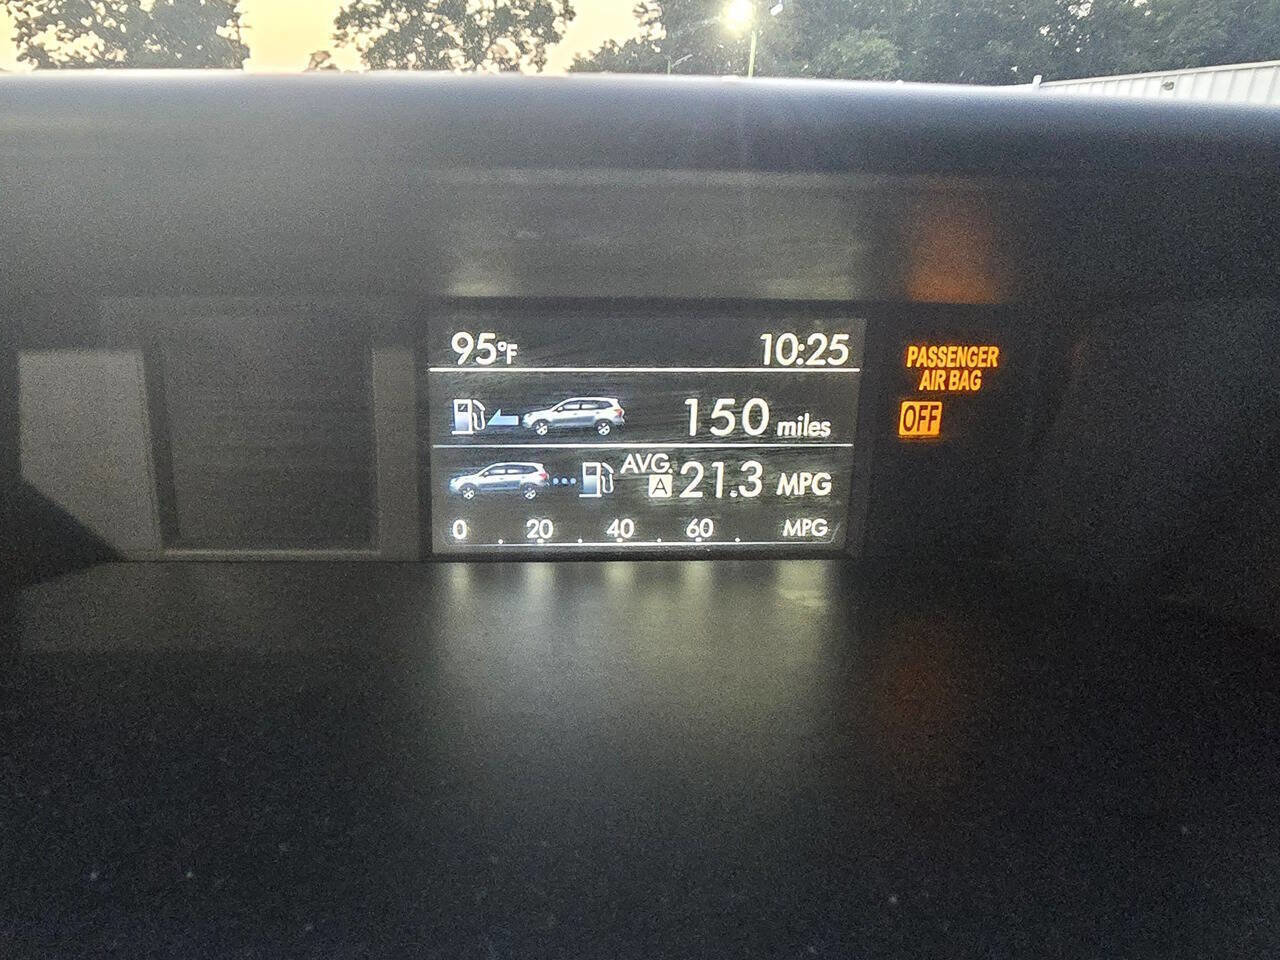 95°F 10:25
150 miles
AVG.
A 21.3 MPG
0 20 40 60 MPG
PASSENGER
AIR BAG
OFF